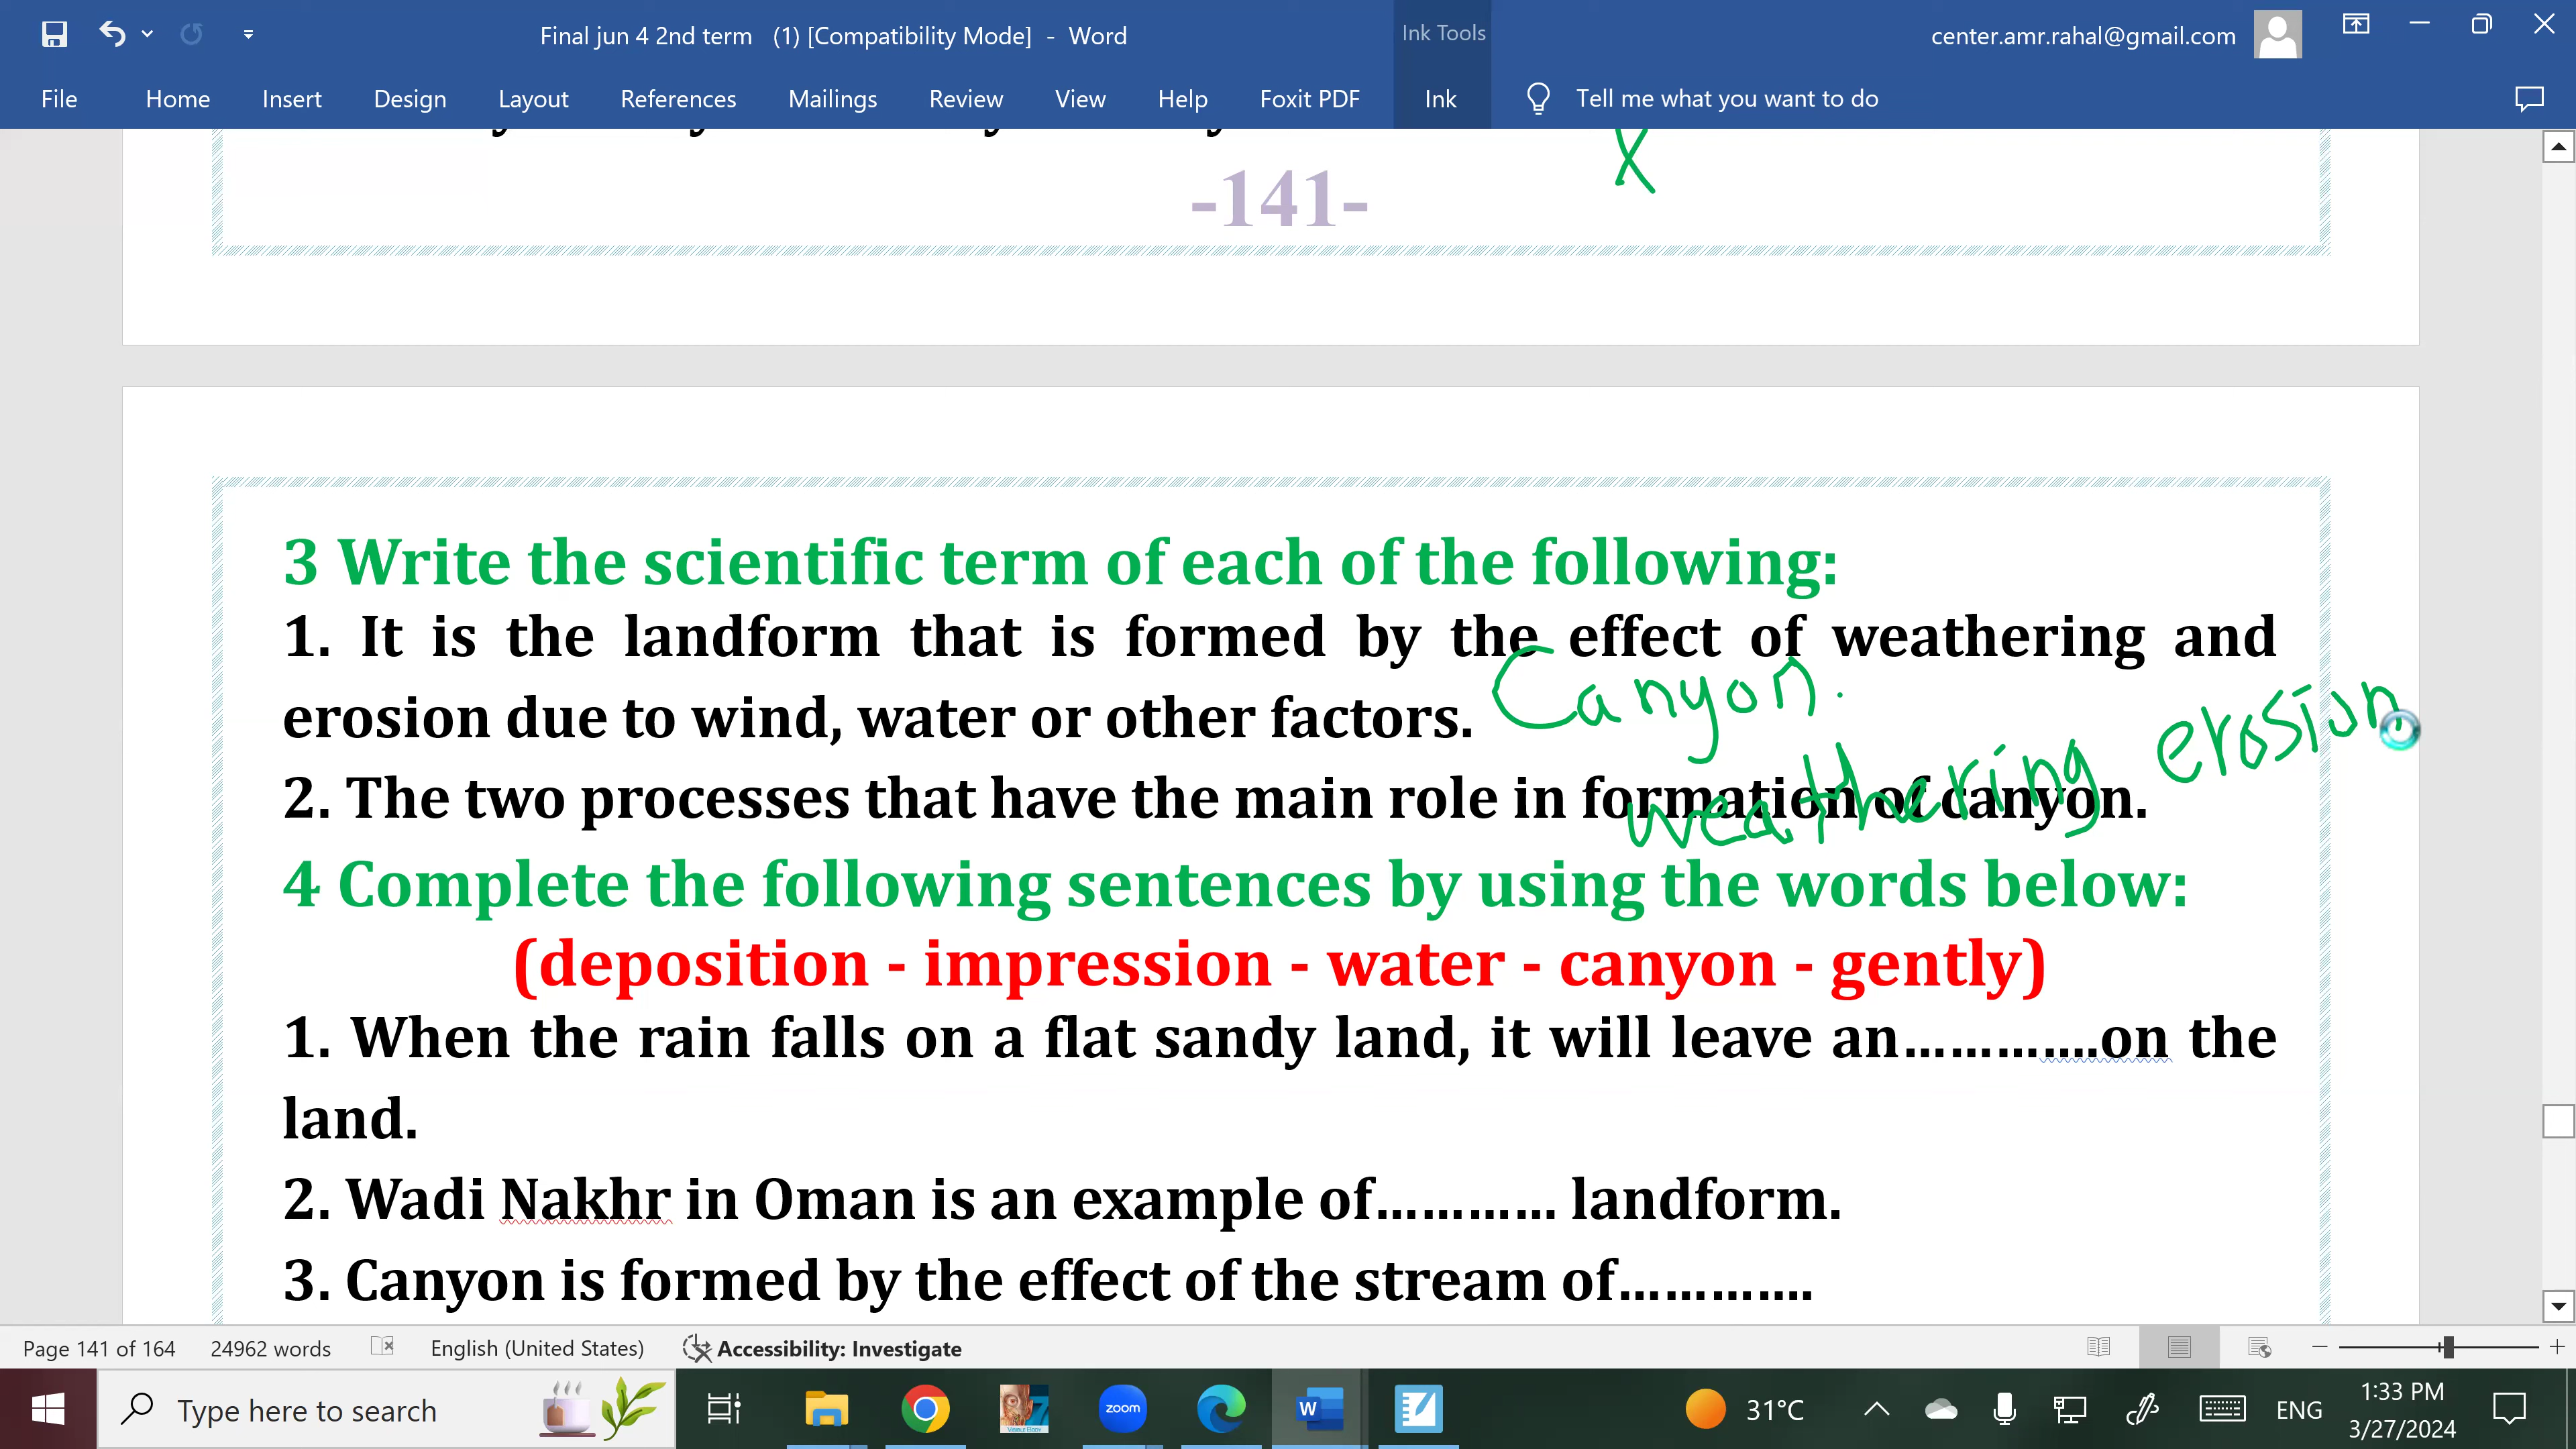 Final jun 4 2nd term (1) [Compatibility Mode] - Word
Ink Tools
center.amr.rahal@gmail.com
File Home Insert Design Layout References Mailings Review View Help Foxit PDF Ink Tell me what you want to do
X
-141-
3 Write the scientific term of each of the following:
1. It is the landform that is formed by the effect of weathering and
erosion due to wind, water or other factors. Canyon.
weathering erosion
2. The two processes that have the main role in formation of canyon.
4 Complete the following sentences by using the words below:
(deposition - impression - water - canyon - gently)
1. When the rain falls on a flat sandy land, it will leave an.............on the
land.
2. Wadi Nakhr in Oman is an example of............ landform.
3. Canyon is formed by the effect of the stream of.............
Page 141 of 164 24962 words English (United States) Accessibility: Investigate
Type here to search
zoom
W
31°C
ENG
1:33 PM
3/27/2024